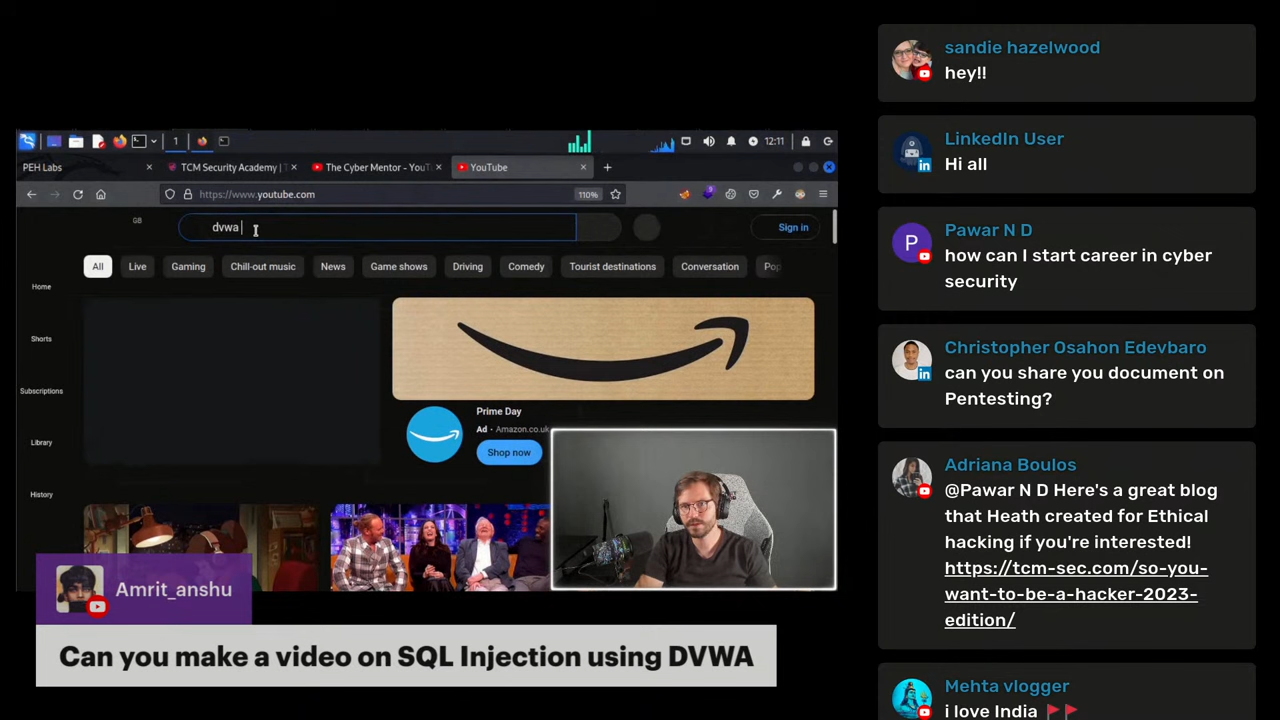 1
12:11
PEH Labs
TCM Security Academy | T
The Cyber Mentor - YouT
YouTube
https://www.youtube.com
110%
GB
dvwa
Sign in
All
Live
Gaming
Chill-out music
News
Game shows
Driving
Comedy
Tourist destinations
Conversation
Pop
Home
Shorts
Subscriptions
Library
History
Prime Day
Ad · Amazon.co.uk
Shop now
Amrit_anshu
Can you make a video on SQL Injection using DVWA
sandie hazelwood
hey!!
LinkedIn User
Hi all
P
Pawar N D
how can I start career in cyber
security
Christopher Osahon Edevbaro
can you share you document on
Pentesting?
Adriana Boulos
@Pawar N D Here's a great blog
that Heath created for Ethical
hacking if you're interested!
https://tcm-sec.com/so-you-
want-to-be-a-hacker-2023-
edition/
Mehta vlogger
i love India